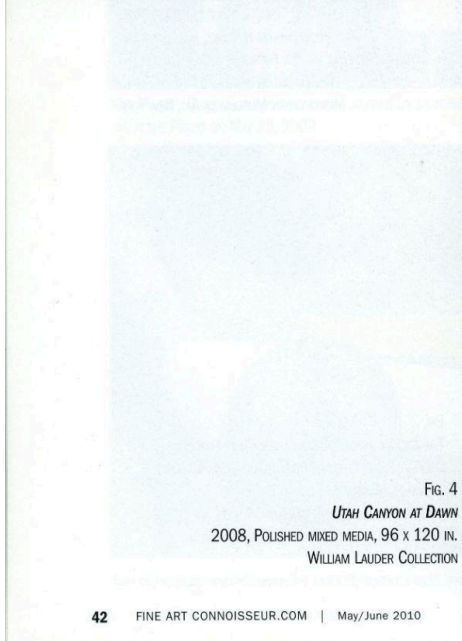 Fig. 4
Utah Canyon at Dawn
2008, Polished mixed media, 96 x 120 in.
William Lauder Collection
42 FINE ART CONNOISSEUR.COM | May/June 2010